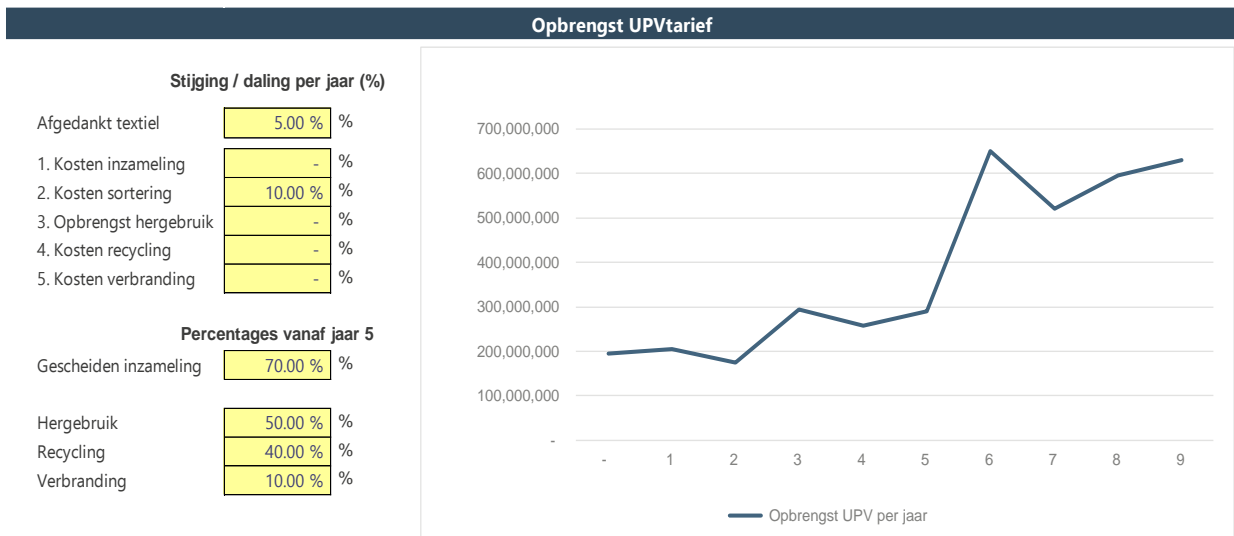 Opbrengst UPVtarief
Stijging / daling per jaar (%)
Afgedankt textiel 5.00 % %
1. Kosten inzameling - %
2. Kosten sortering 10.00 % %
3. Opbrengst hergebruik - %
4. Kosten recycling - %
5. Kosten verbranding - %
Percentages vanaf jaar 5
Gescheiden inzameling 70.00 % %
Hergebruik 50.00 % %
Recycling 40.00 % %
Verbranding 10.00 % %
700,000,000
600,000,000
500,000,000
400,000,000
300,000,000
200,000,000
100,000,000
-
- 1 2 3 4 5 6 7 8 9
Opbrengst UPV per jaar